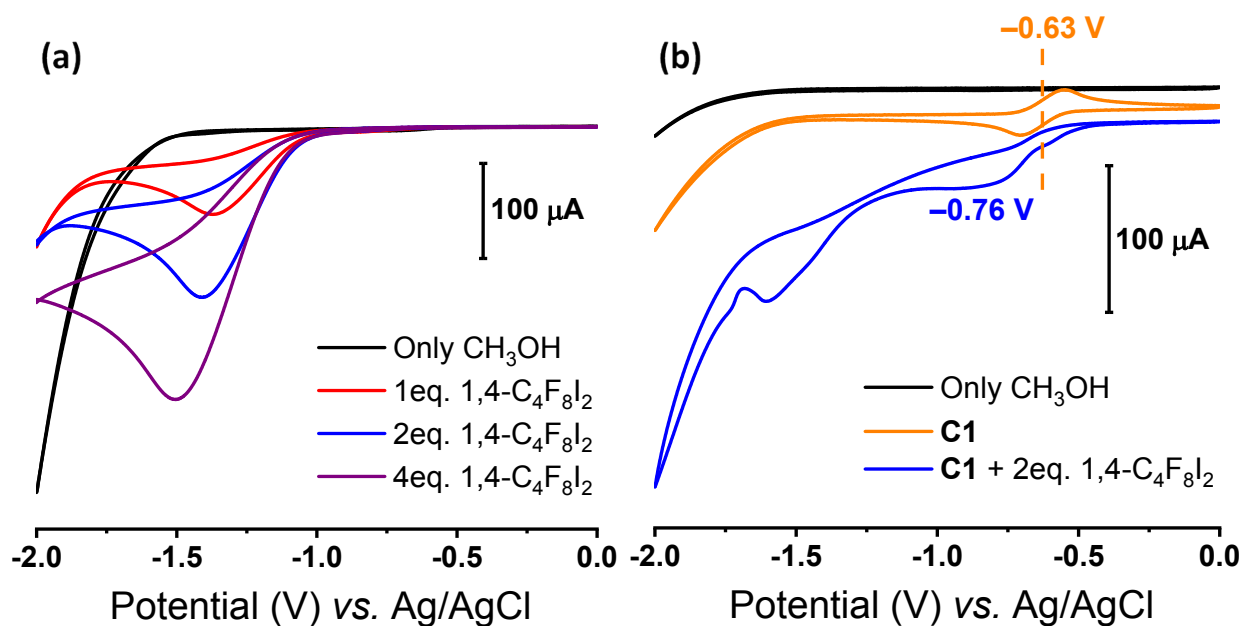 (a)
100 μA
Only CH₃OH
1eq. 1,4-C₄F₈I₂
2eq. 1,4-C₄F₈I₂
4eq. 1,4-C₄F₈I₂
-2.0 -1.5 -1.0 -0.5 0.0
Potential (V) vs. Ag/AgCl
(b)
–0.63 V
–0.76 V
100 μA
Only CH₃OH
C1
C1 + 2eq. 1,4-C₄F₈I₂
-2.0 -1.5 -1.0 -0.5 0.0
Potential (V) vs. Ag/AgCl